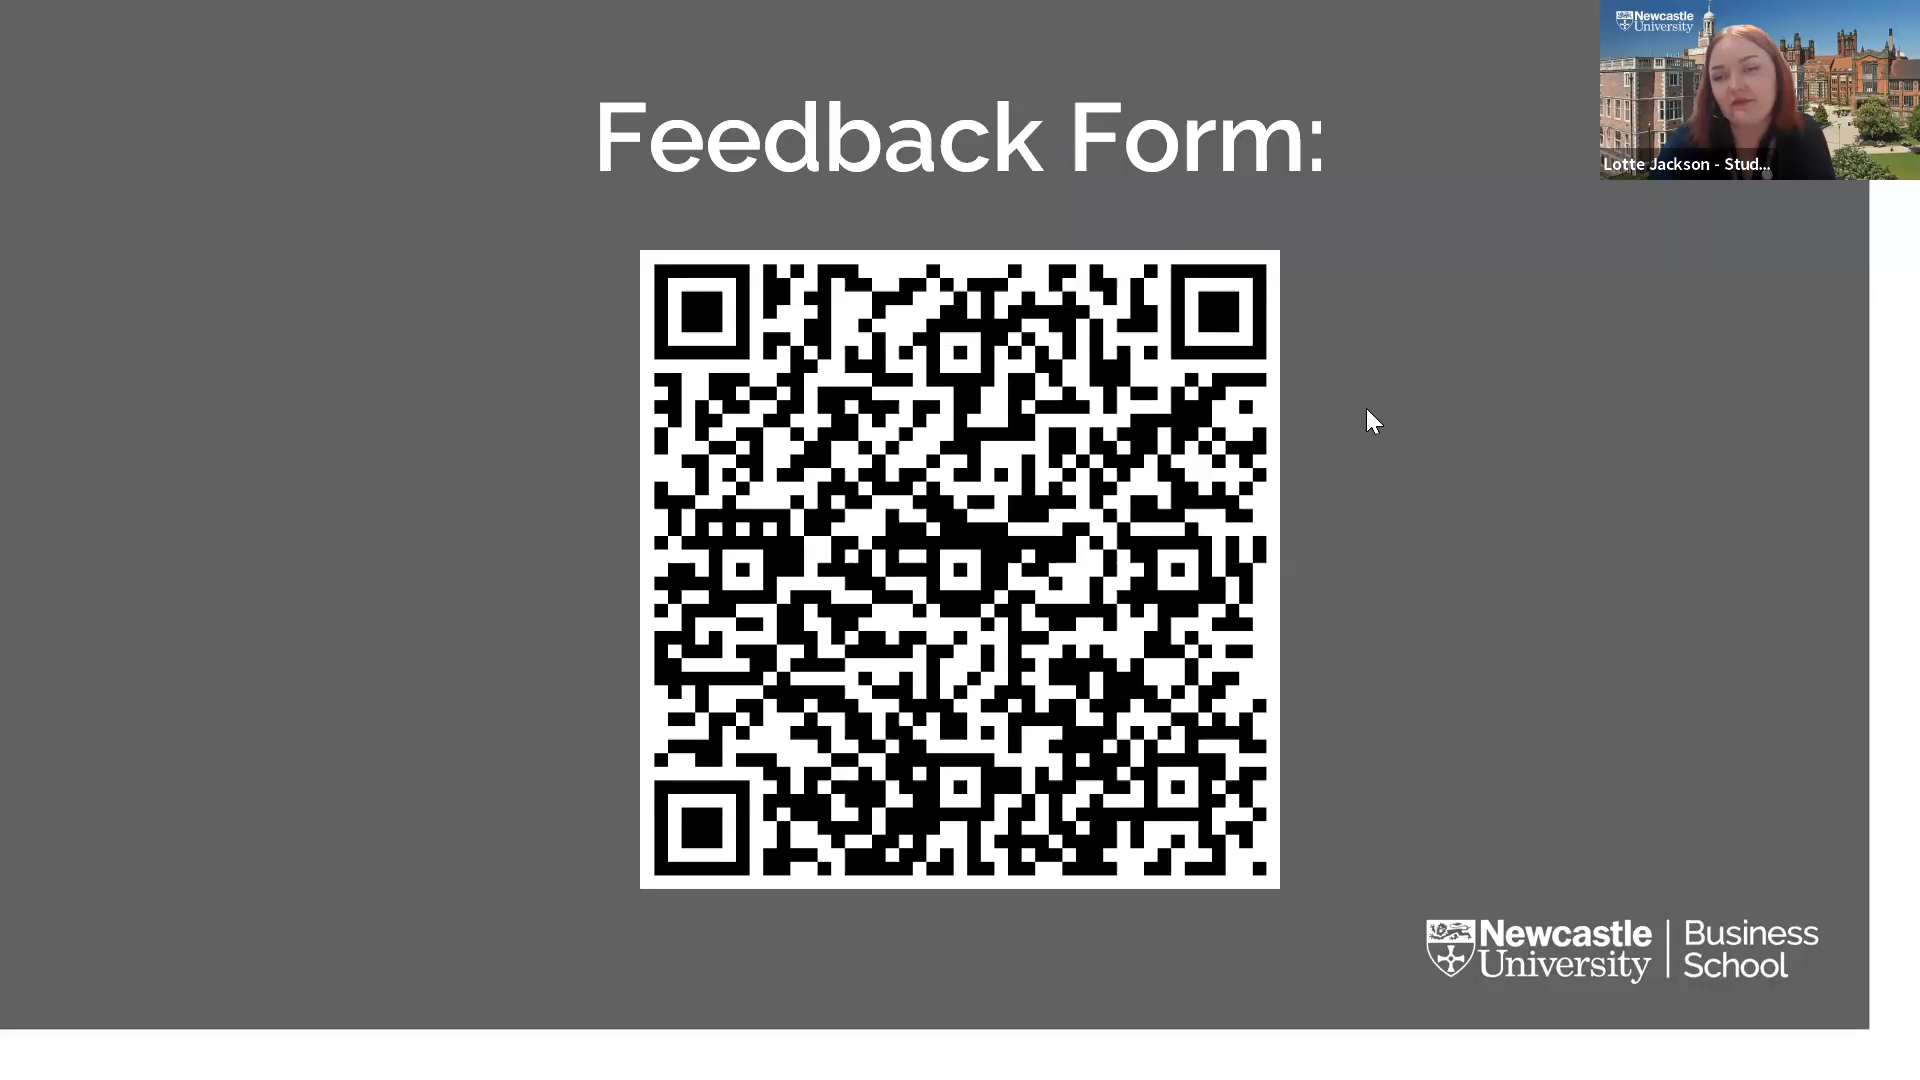 Newcastle
University
Lotte Jackson - Stud...
Feedback Form:
Newcastle
University
Business
School